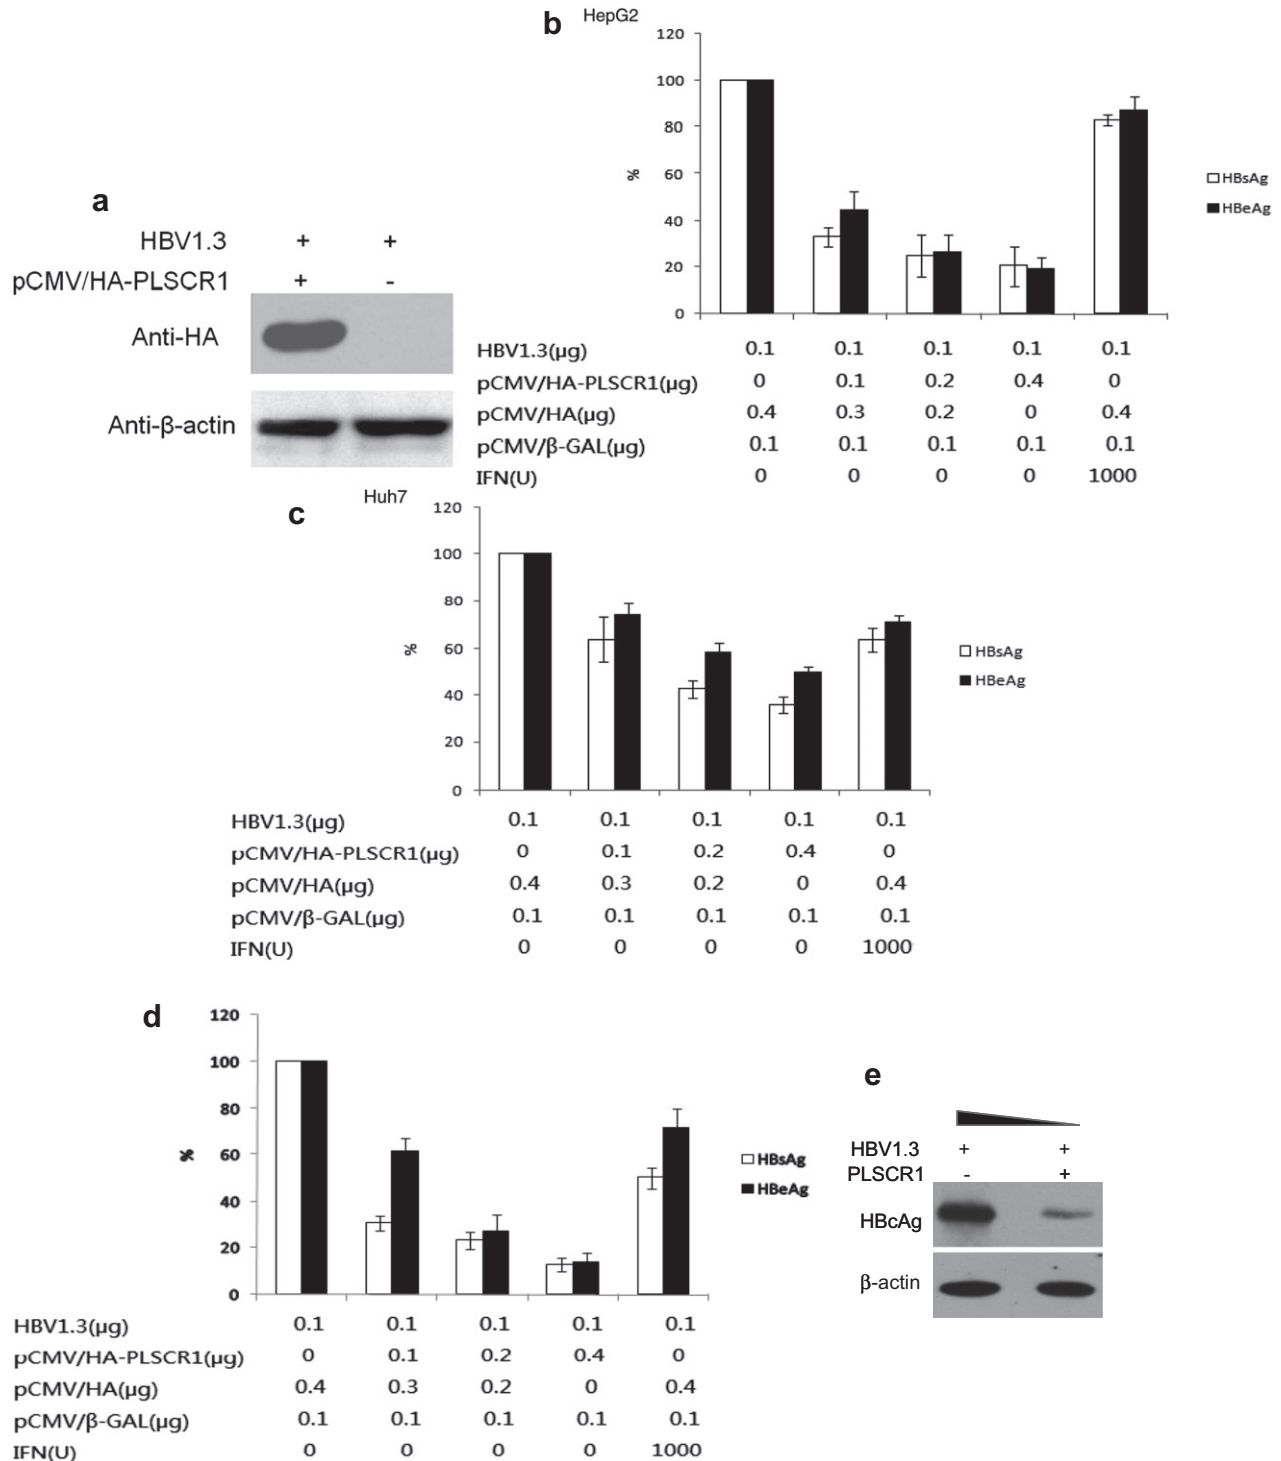 a
HBV1.3 + +
pCMV/HA-PLSCR1 + -
Anti-HA
Anti-β-actin
b
HepG2
120
100
80
60
40
20
0
%
HBsAg
HBeAg
HBV1.3(μg) 0.1 0.1 0.1 0.1 0.1
pCMV/HA-PLSCR1(μg) 0 0.1 0.2 0.4 0
pCMV/HA(μg) 0.4 0.3 0.2 0 0.4
pCMV/β-GAL(μg) 0.1 0.1 0.1 0.1 0.1
IFN(U) 0 0 0 0 1000
c
Huh7
120
100
80
60
40
20
0
%
HBsAg
HBeAg
HBV1.3(μg) 0.1 0.1 0.1 0.1 0.1
pCMV/HA-PLSCR1(μg) 0 0.1 0.2 0.4 0
pCMV/HA(μg) 0.4 0.3 0.2 0 0.4
pCMV/β-GAL(μg) 0.1 0.1 0.1 0.1 0.1
IFN(U) 0 0 0 0 1000
d
120
100
80
60
40
20
0
%
HBsAg
HBeAg
HBV1.3(μg) 0.1 0.1 0.1 0.1 0.1
pCMV/HA-PLSCR1(μg) 0 0.1 0.2 0.4 0
pCMV/HA(μg) 0.4 0.3 0.2 0 0.4
pCMV/β-GAL(μg) 0.1 0.1 0.1 0.1 0.1
IFN(U) 0 0 0 0 1000
e
HBV1.3 + +
PLSCR1 - +
HBcAg
β-actin